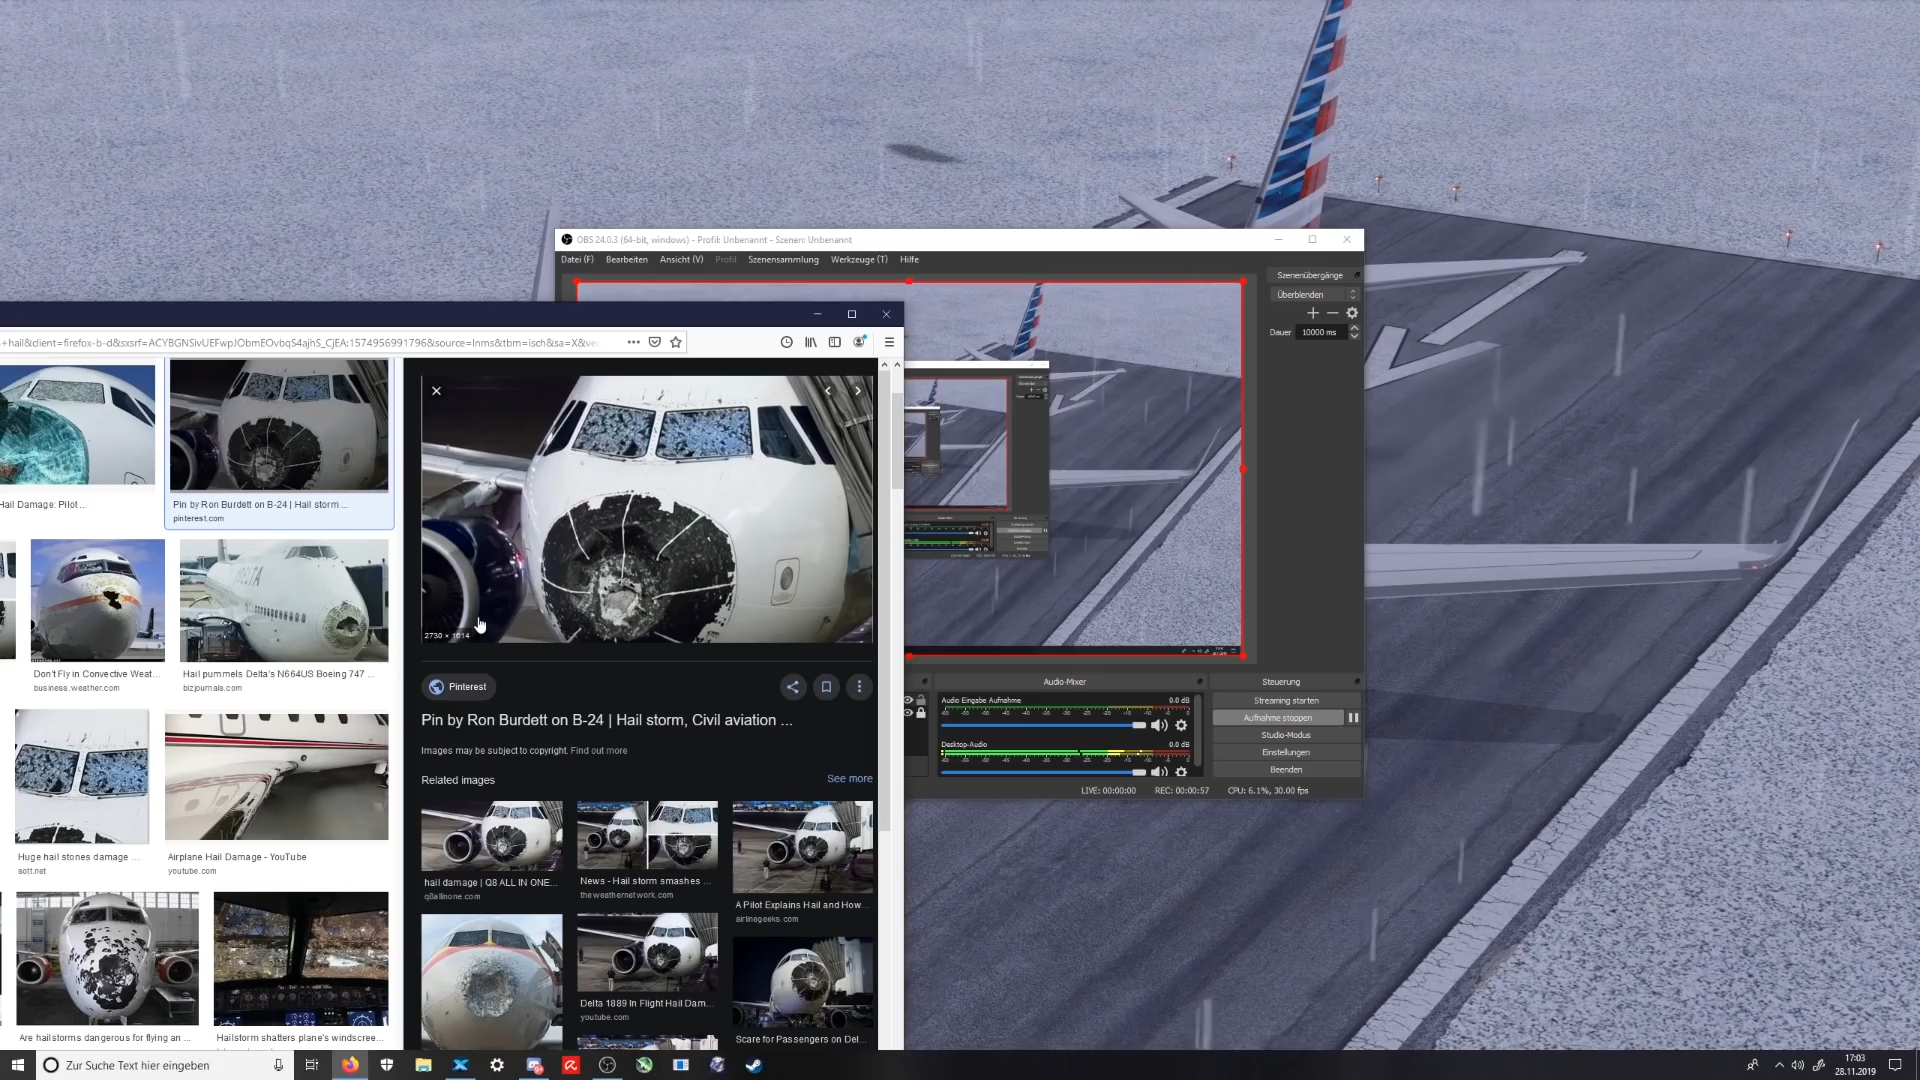 OBS 24.0.3 (64-bit, windows) - Profil: Unbenannt - Szenen: Unbenannt
Datei (F) Bearbeiten Ansicht (V) Profil Szenensammlung Werkzeuge (T) Hilfe
Szenenübergänge
Überblenden
Dauer 10000 ms
2730 × 1614
Hail Damage: Pilot ...
Pin by Ron Burdett on B-24 | Hail storm ...
pinterest.com
Don't Fly in Convective Weat...
business.weather.com
Hail pummels Delta's N664US Boeing 747 ...
bizjournals.com
Huge hail stones damage ...
sott.net
Airplane Hail Damage - YouTube
youtube.com
Are hailstorms dangerous for flying an ...
Hailstorm shatters plane's windscree...
Pinterest
Pin by Ron Burdett on B-24 | Hail storm, Civil aviation ...
Images may be subject to copyright. Find out more
Related images
See more
hail damage | Q8 ALL IN ONE...
q8allinone.com
News - Hail storm smashes ...
theweathernetwork.com
A Pilot Explains Hail and How...
airlinegeeks.com
Delta 1889 In Flight Hail Dam...
youtube.com
Scare for Passengers on Del...
Audio-Mixer
Audio Eingabe Aufnahme 0.0 dB
Desktop-Audio 0.0 dB
Steuerung
Streaming starten
Aufnahme stoppen
Studio-Modus
Einstellungen
Beenden
LIVE: 00:00:00 REC: 00:00:57 CPU: 6.1%, 30.00 fps
Zur Suche Text hier eingeben
17:03
28.11.2019